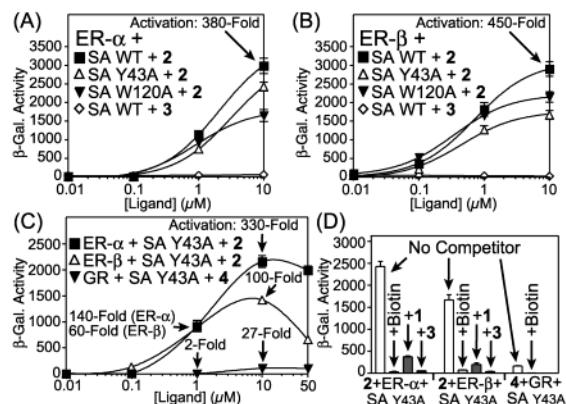 (A)
Activation: 380-Fold
ER-α +
SA WT + 2
SA Y43A + 2
SA W120A + 2
SA WT + 3
β-Gal. Activity
3500
3000
2500
2000
1500
1000
500
0
0.01
0.1
1
10
[Ligand] (μM)
(B)
Activation: 450-Fold
ER-β +
SA WT + 2
SA Y43A + 2
SA W120A + 2
SA WT + 3
β-Gal. Activity
3500
3000
2500
2000
1500
1000
500
0
0.01
0.1
1
10
[Ligand] (μM)
(C)
Activation: 330-Fold
ER-α + SA Y43A + 2
ER-β + SA Y43A + 2
GR + SA Y43A + 4
100-Fold
140-Fold (ER-α)
60-Fold (ER-β)
2-Fold
27-Fold
β-Gal. Activity
2500
2000
1500
1000
500
0
0.01
0.1
1
10
50
[Ligand] (μM)
(D)
No Competitor
β-Gal. Activity
3000
2500
2000
1500
1000
500
0
+Biotin
+1
+3
+Biotin
+1
+3
+Biotin
2+ER-α+
SA Y43A
2+ER-β+
SA Y43A
4+GR+
SA Y43A